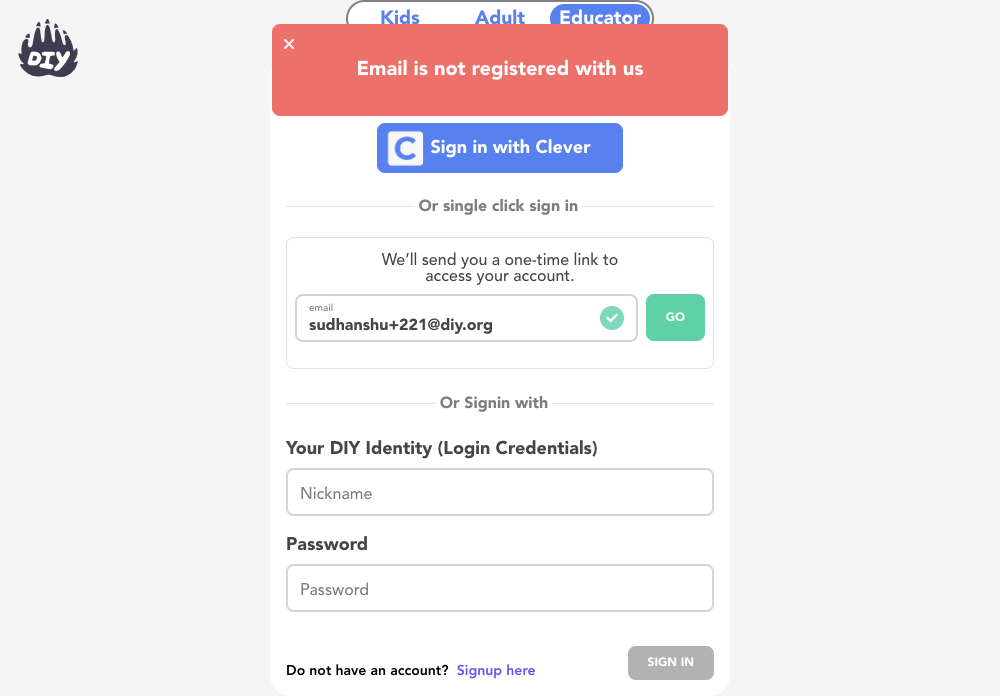 Kids Adult Educator
DIY
Email is not registered with us
C Sign in with Clever
Or single click sign in
We’ll send you a one-time link to
access your account.
email
sudhanshu+221@diy.org
GO
Or Signin with
Your DIY Identity (Login Credentials)
Nickname
Password
Password
Do not have an account? Signup here
SIGN IN